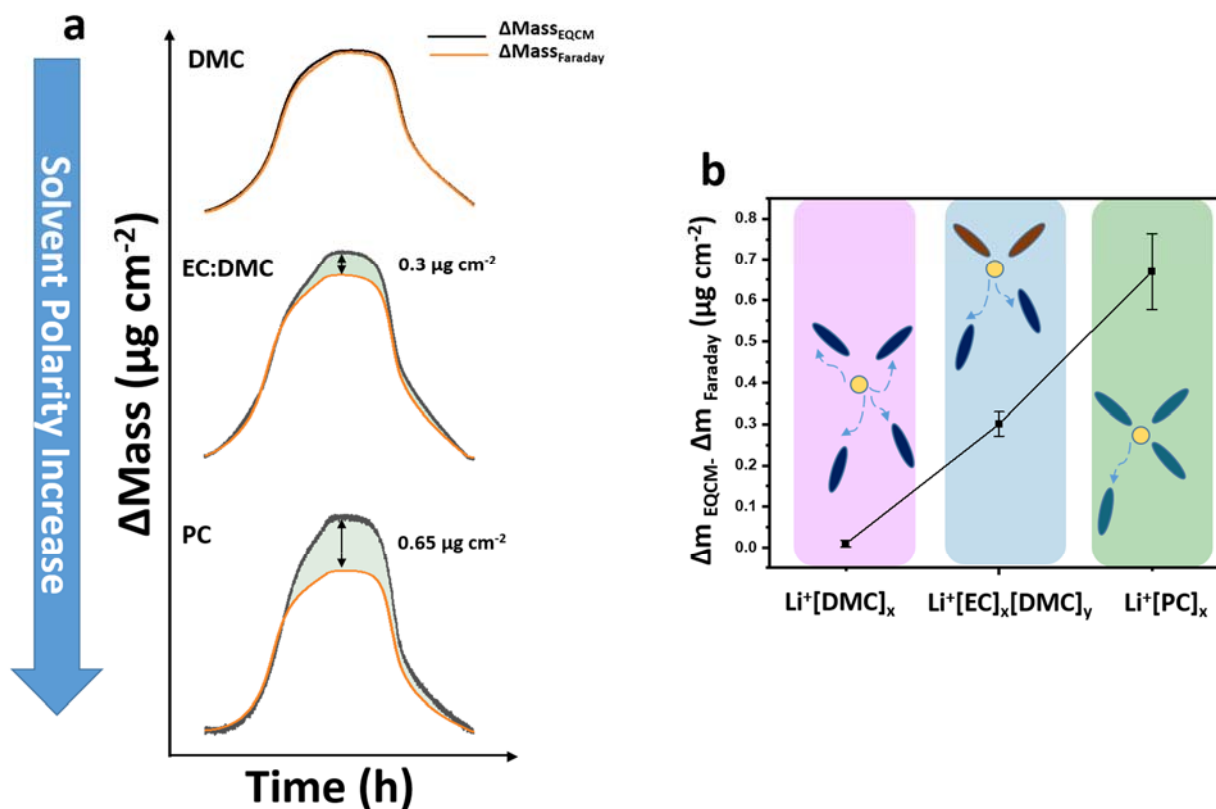 a
Solvent Polarity Increase
ΔMass (µg cm⁻²)
ΔMass_EQCM
ΔMass_Faraday
DMC
EC:DMC
0.3 µg cm⁻²
PC
0.65 µg cm⁻²
Time (h)
b
Δm EQCM- Δm Faraday (µg cm⁻²)
0.8
0.7
0.6
0.5
0.4
0.3
0.2
0.1
0.0
Li⁺[DMC]ₓ
Li⁺[EC]ₓ[DMC]ᵧ
Li⁺[PC]ₓ